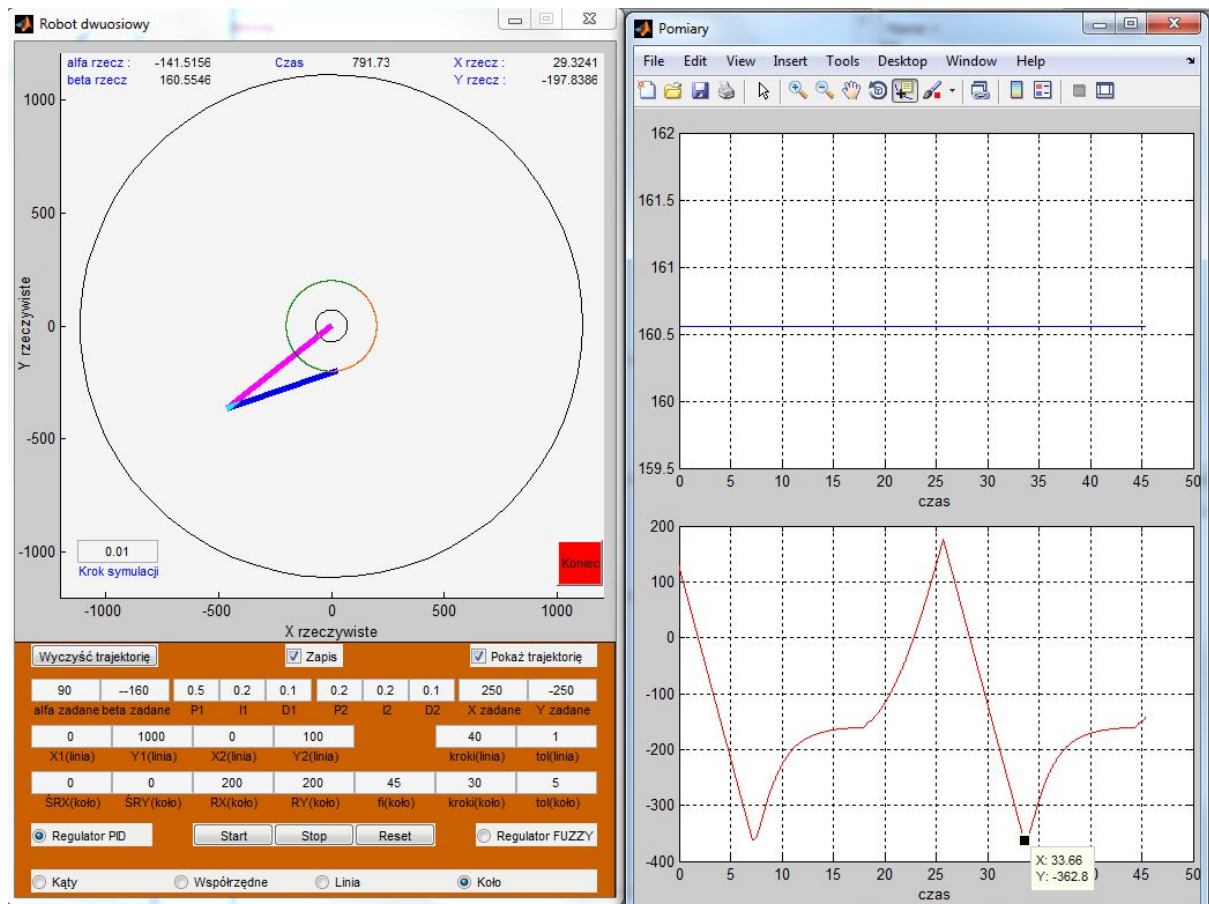 Robot dwuosiowy
alfa rzecz : -141.5156 Czas 791.73 X rzecz : 29.3241
beta rzecz 160.5546 Y rzecz : -197.8386
1000
500
0
-500
-1000
Y rzeczywiste
0.01
Krok symulacji
Koniec
-1000 -500 0 500 1000
X rzeczywiste
Wyczyść trajektorię Zapis Pokaż trajektorię
90 --160 0.5 0.2 0.1 0.2 0.2 0.1 250 -250
alfa zadane beta zadane P1 I1 D1 P2 I2 D2 X zadane Y zadane
0 1000 0 100 40 1
X1(linia) Y1(linia) X2(linia) Y2(linia) kroki(linia) tol(linia)
0 0 200 200 45 30 5
ŚRX(koło) ŚRY(koło) RX(koło) RY(koło) fi(koło) kroki(koło) tol(koło)
Regulator PID Start Stop Reset Regulator FUZZY
Kąty Współrzędne Linia Koło
Pomiary
File Edit View Insert Tools Desktop Window Help
162
161.5
161
160.5
160
159.5
0 5 10 15 20 25 30 35 40 45 50
czas
200
100
0
-100
-200
-300
-400
X: 33.66
Y: -362.8
0 5 10 15 20 25 30 45 50
czas